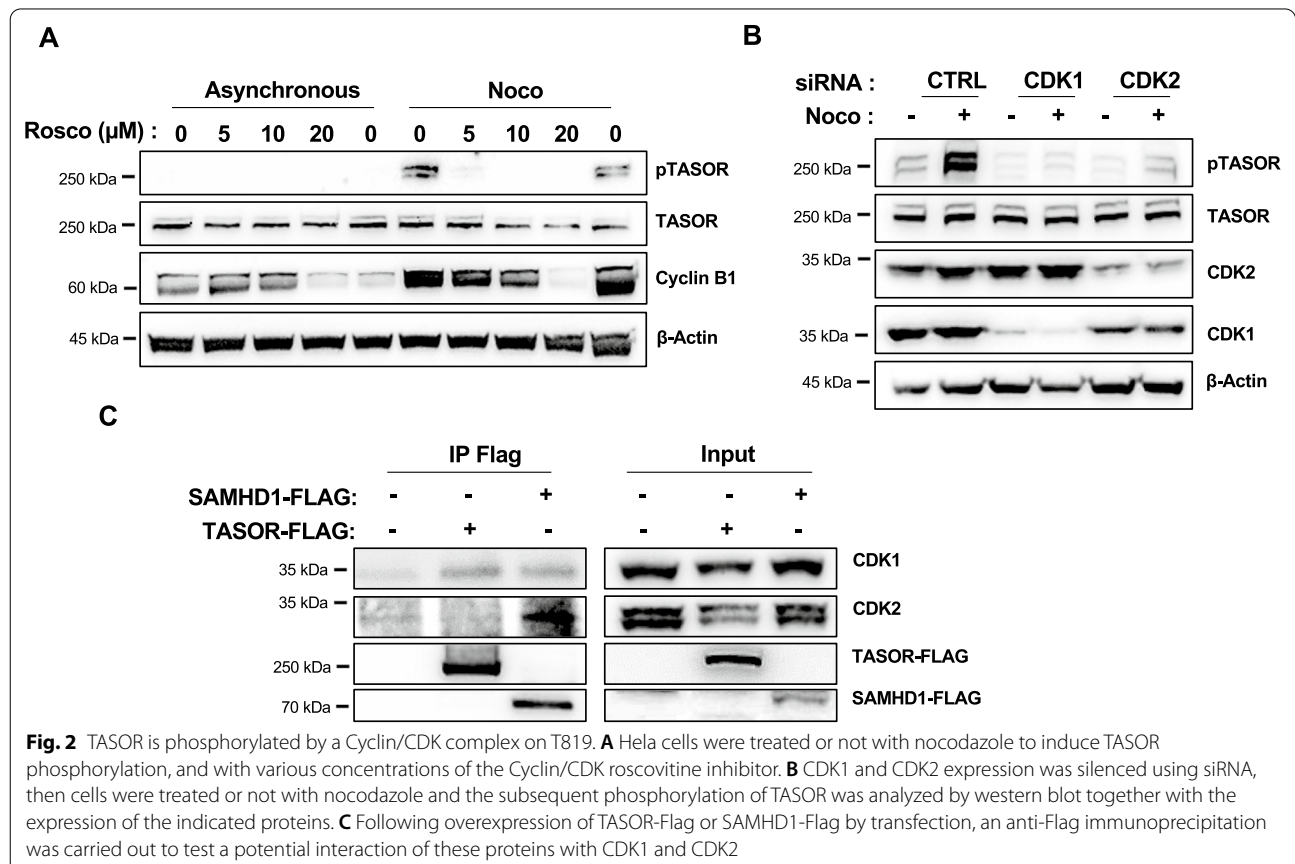 A
Asynchronous Noco
Rosco (µM) : 0 5 10 20 0 0 5 10 20 0
250 kDa pTASOR
250 kDa TASOR
60 kDa Cyclin B1
45 kDa β-Actin
B
siRNA : CTRL CDK1 CDK2
Noco : - + - + - +
250 kDa pTASOR
250 kDa TASOR
35 kDa CDK2
35 kDa CDK1
45 kDa β-Actin
C
IP Flag Input
SAMHD1-FLAG: - - + - - +
TASOR-FLAG: - + - - + -
35 kDa CDK1
35 kDa CDK2
250 kDa TASOR-FLAG
70 kDa SAMHD1-FLAG
Fig. 2 TASOR is phosphorylated by a Cyclin/CDK complex on T819. A Hela cells were treated or not with nocodazole to induce TASOR
phosphorylation, and with various concentrations of the Cyclin/CDK roscovitine inhibitor. B CDK1 and CDK2 expression was silenced using siRNA,
then cells were treated or not with nocodazole and the subsequent phosphorylation of TASOR was analyzed by western blot together with the
expression of the indicated proteins. C Following overexpression of TASOR-Flag or SAMHD1-Flag by transfection, an anti-Flag immunoprecipitation
was carried out to test a potential interaction of these proteins with CDK1 and CDK2